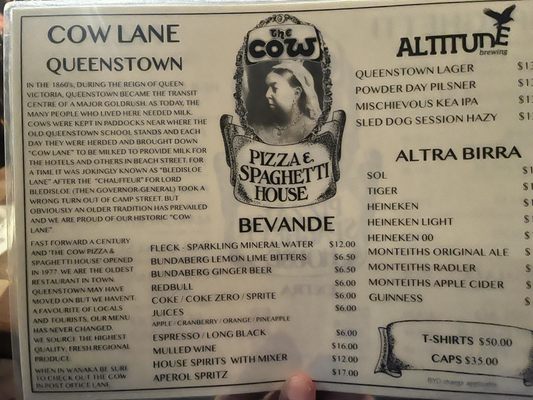 COW LANE
QUEENSTOWN
IN THE 1860's, DURING THE REIGN OF QUEEN
VICTORIA, QUEENSTOWN BECAME THE TRANSIT
CENTRE OF A MAJOR GOLDRUSH. AS TODAY, THE
MANY PEOPLE WHO LIVED HERE NEEDED MILK.
COWS WERE KEPT IN PADDOCKS NEAR WHERE THE
OLD QUEENSTOWN SCHOOL STANDS AND EACH
DAY THEY WERE HERDED AND BROUGHT DOWN
"COW LANE" TO BE MILKED TO PROVIDE MILK FOR
THE HOTELS AND OTHERS IN BEACH STREET. FOR
A TIME IT WAS JOKINGLY KNOWN AS "BLEDISLOE
LANE" AFTER THE "CHAUFFEUR" FOR LORD
BLEDISLOE (THEN GOVERNOR-GENERAL) TOOK A
WRONG TURN OUT OF CAMP STREET. BUT
OBVIOUSLY AN OLDER TRADITION HAS PREVAILED
AND WE ARE PROUD OF OUR HISTORIC "COW
LANE".
FAST FORWARD A CENTURY
AND 'THE COW PIZZA &
SPAGHETTI HOUSE' OPENED
IN 1977. WE ARE THE OLDEST
RESTAURANT IN TOWN.
QUEENSTOWN MAY HAVE
MOVED ON BUT WE HAVEN'T.
A FAVOURITE OF LOCALS
AND TOURISTS, OUR MENU
HAS NEVER CHANGED.
WE SOURCE THE HIGHEST
QUALITY, FRESH REGIONAL
PRODUCE
WHEN IN WANAKA BE SURE
TO CHECK OUT THE COW
IN POST OFFICE LANE.
the
COW
PIZZA &
SPAGHETTI
HOUSE
BEVANDE
FLECK - SPARKLING MINERAL WATER $12.00
BUNDABERG LEMON LIME BITTERS $6.50
BUNDABERG GINGER BEER $6.50
REDBULL $6.00
COKE / COKE ZERO / SPRITE $6.00
JUICES $6.00
APPLE / CRANBERRY / ORANGE / PINEAPPLE
ESPRESSO / LONG BLACK $6.00
MULLED WINE $16.00
HOUSE SPIRITS WITH MIXER $12.00
APEROL SPRITZ $17.00
ALTITUDE
brewing
QUEENSTOWN LAGER
POWDER DAY PILSNER
MISCHIEVOUS KEA IPA
SLED DOG SESSION HAZY
ALTRA BIRRA
SOL
TIGER
HEINEKEN
HEINEKEN LIGHT
HEINEKEN 00
MONTEITHS ORIGINAL ALE
MONTEITHS RADLER
MONTEITHS APPLE CIDER
GUINNESS
T-SHIRTS $50.00
CAPS $35.00
BYO charge applicable